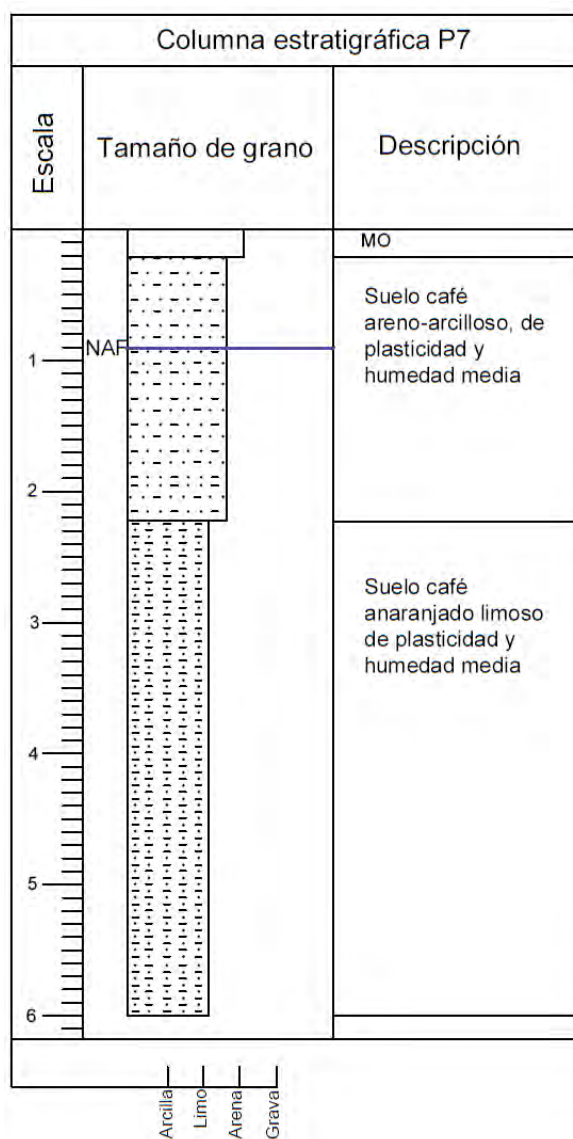 Columna estratigráfica P7
Escala
Tamaño de grano
Descripción
MO
Suelo café
areno-arcilloso, de
plasticidad y
humedad media
NAF
1
2
Suelo café
anaranjado limoso
de plasticidad y
humedad media
3
4
5
6
Arcilla
Limo
Arena
Grava